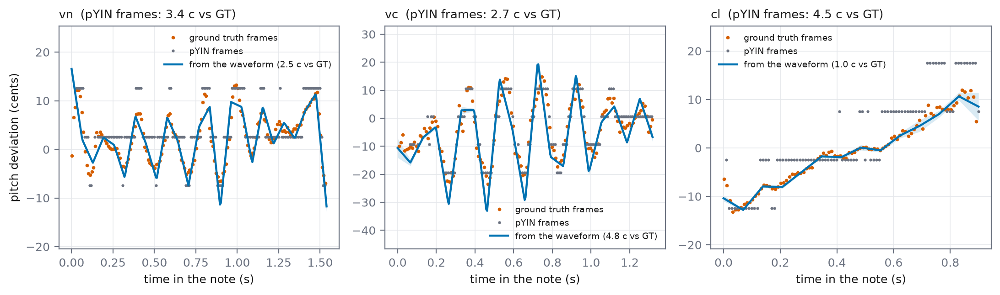 vn  (pYIN frames: 3.4 c vs GT)
ground truth frames
pYIN frames
from the waveform (2.5 c vs GT)
pitch deviation (cents)
20
10
0
−10
−20
0.00 0.25 0.50 0.75 1.00 1.25 1.50
time in the note (s)
vc  (pYIN frames: 2.7 c vs GT)
30
20
10
0
−10
−20
−30
−40
ground truth frames
pYIN frames
from the waveform (4.8 c vs GT)
0.0 0.2 0.4 0.6 0.8 1.0 1.2
time in the note (s)
cl  (pYIN frames: 4.5 c vs GT)
ground truth frames
pYIN frames
from the waveform (1.0 c vs GT)
20
10
0
−10
−20
0.0 0.2 0.4 0.6 0.8
time in the note (s)